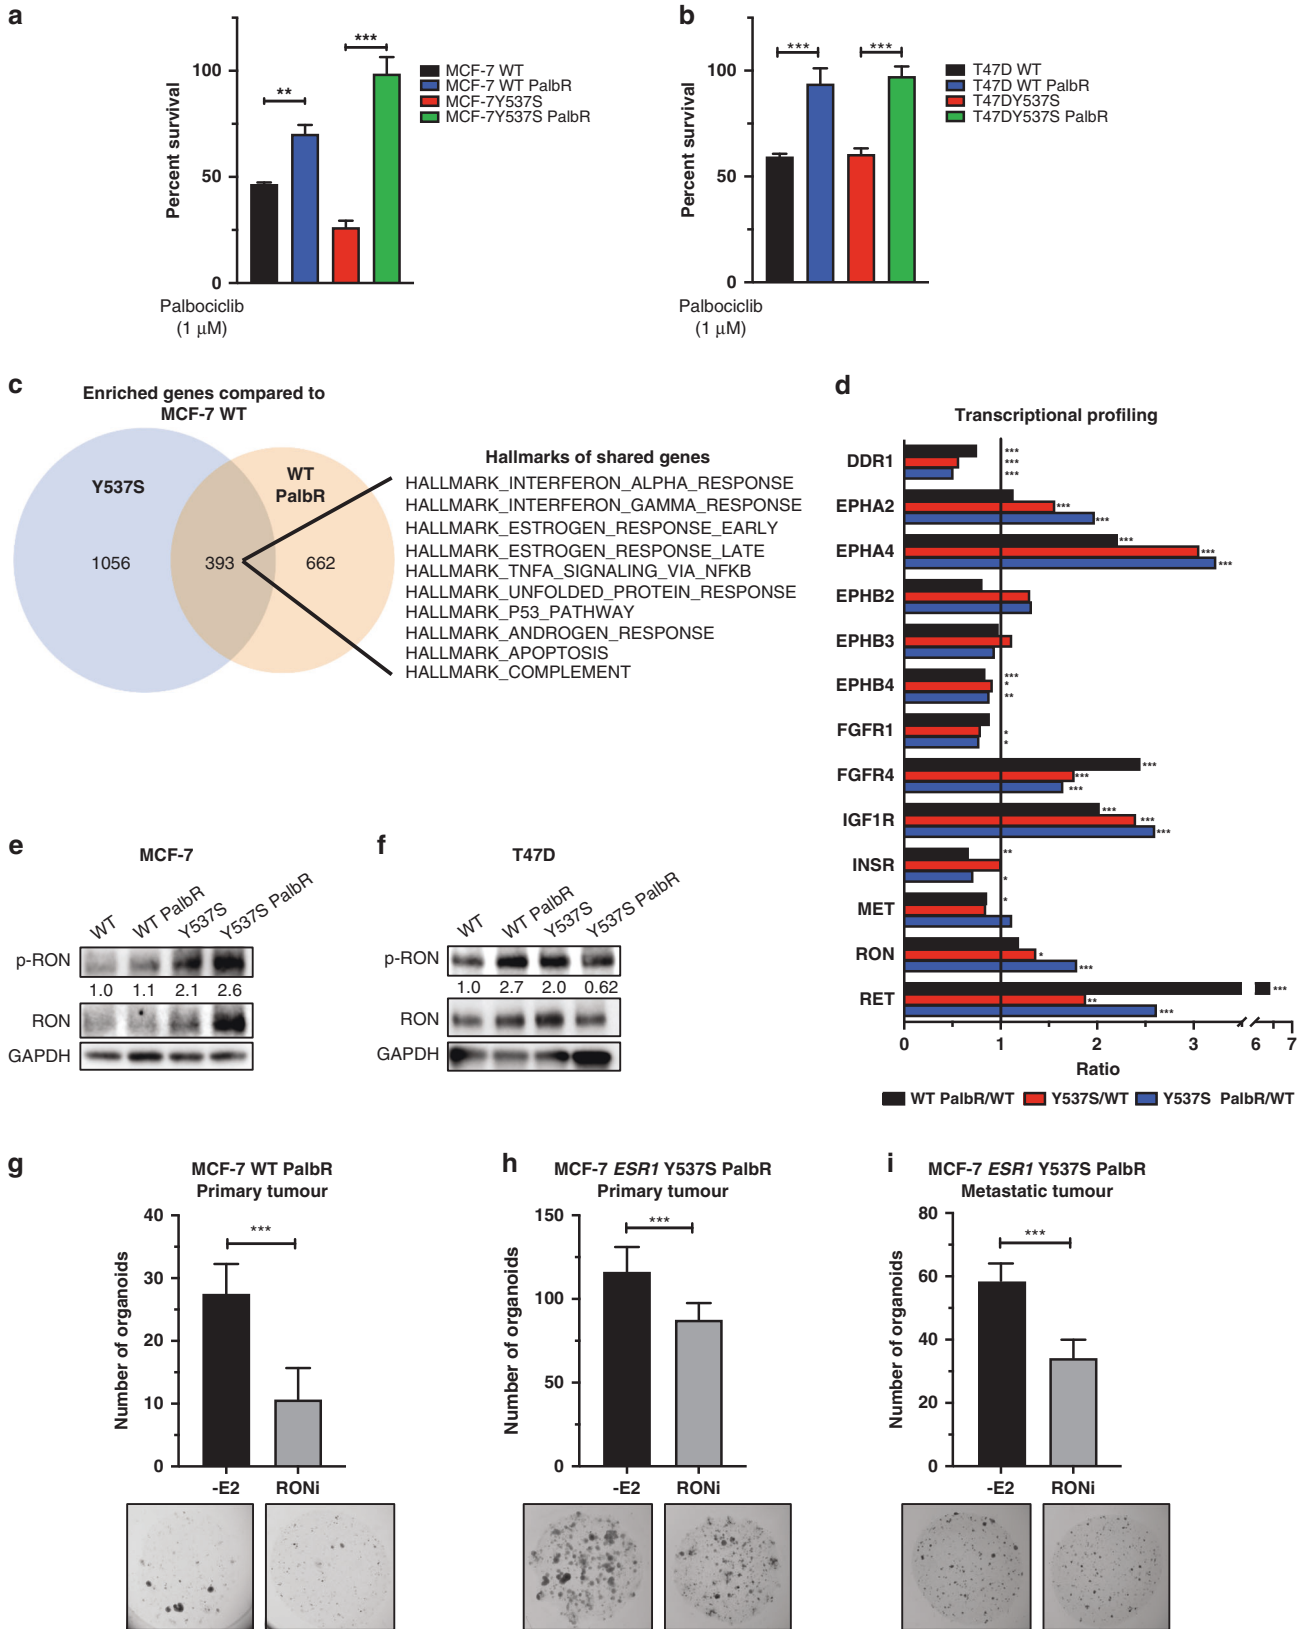 a
***
**
100
50
0
Percent survival
Palbociclib
(1 μM)
MCF-7 WT
MCF-7 WT PalbR
MCF-7Y537S
MCF-7Y537S PalbR
b
***
***
100
50
0
Percent survival
Palbociclib
(1 μM)
T47D WT
T47D WT PalbR
T47DY537S
T47DY537S PalbR
c
Enriched genes compared to
MCF-7 WT
Y537S
WT
PalbR
1056
393
662
Hallmarks of shared genes
HALLMARK_INTERFERON_ALPHA_RESPONSE
HALLMARK_INTERFERON_GAMMA_RESPONSE
HALLMARK_ESTROGEN_RESPONSE_EARLY
HALLMARK_ESTROGEN_RESPONSE_LATE
HALLMARK_TNFA_SIGNALING_VIA_NFKB
HALLMARK_UNFOLDED_PROTEIN_RESPONSE
HALLMARK_P53_PATHWAY
HALLMARK_ANDROGEN_RESPONSE
HALLMARK_APOPTOSIS
HALLMARK_COMPLEMENT
d
Transcriptional profiling
DDR1
***
***
***
EPHA2
***
***
EPHA4
***
***
***
EPHB2
EPHB3
EPHB4
***
*
**
FGFR1
*
*
FGFR4
***
***
***
IGF1R
***
***
***
INSR
**
*
MET
*
RON
*
***
RET
***
**
***
0 1 2 3 6 7
Ratio
WT PalbR/WT Y537S/WT Y537S PalbR/WT
e
MCF-7
WT WT PalbR Y537S Y537S PalbR
p-RON
1.0 1.1 2.1 2.6
RON
GAPDH
f
T47D
WT WT PalbR Y537S Y537S PalbR
p-RON
1.0 2.7 2.0 0.62
RON
GAPDH
g
MCF-7 WT PalbR
Primary tumour
***
40
30
20
10
0
Number of organoids
-E2 RONi
h
MCF-7 ESR1 Y537S PalbR
Primary tumour
***
150
100
50
0
Number of organoids
-E2 RONi
i
MCF-7 ESR1 Y537S PalbR
Metastatic tumour
***
80
60
40
20
0
Number of organoids
-E2 RONi